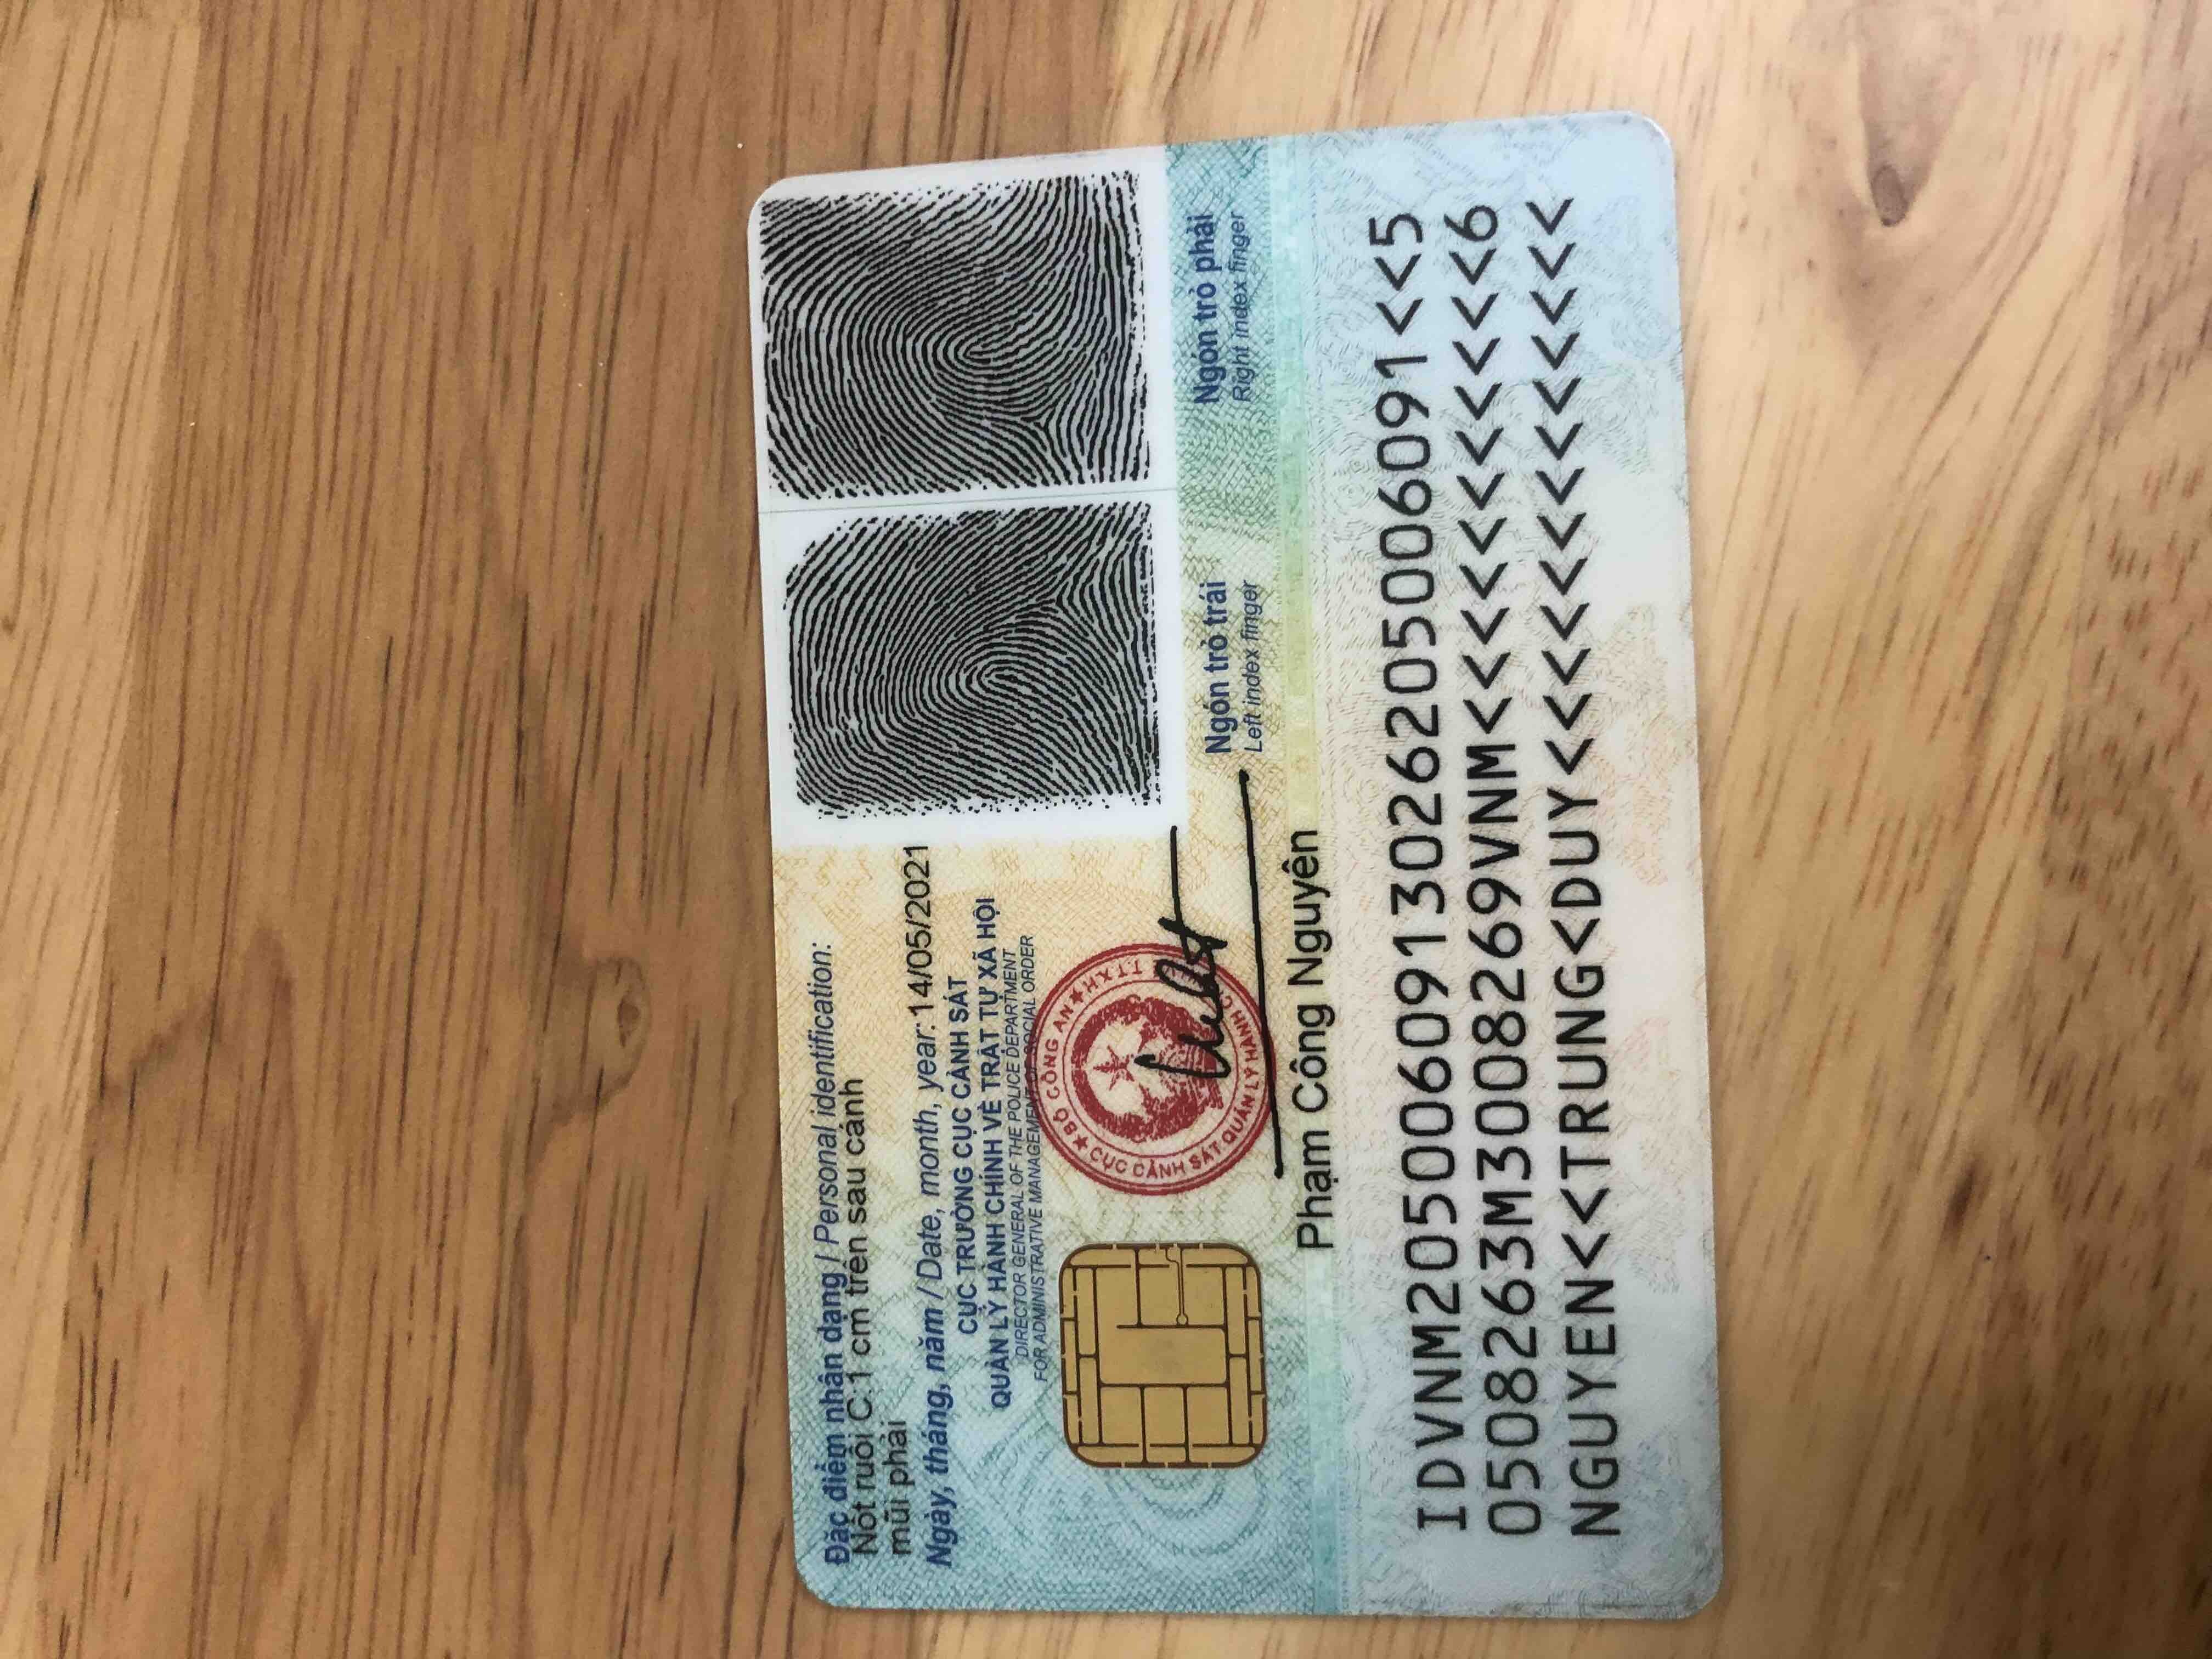 Đặc điểm nhân dạng / Personal identification:
Nốt ruồi C.1 cm trên sau cánh
mũi phải
Ngày, tháng, năm / Date, month, year: 14/05/2021
CỤC TRƯỞNG CỤC CẢNH SÁT
QUẢN LÝ HÀNH CHÍNH VỀ TRẬT TỰ XÃ HỘI
DIRECTOR GENERAL OF THE POLICE DEPARTMENT
FOR ADMINISTRATIVE MANAGEMENT OF SOCIAL ORDER
BỘ CÔNG AN
CỤC CẢNH SÁT QUẢN LÝ HÀNH T.T.X.H
Phạm Công Nguyên
Ngón trỏ trái
Left index finger
Ngón trỏ phải
Right index finger
IDVNM2050060913026205006091<<5
0508263M3008269VNM<<<<<<<<<<<6
NGUYEN<<TRUNG<DUY<<<<<<<<<<<<<